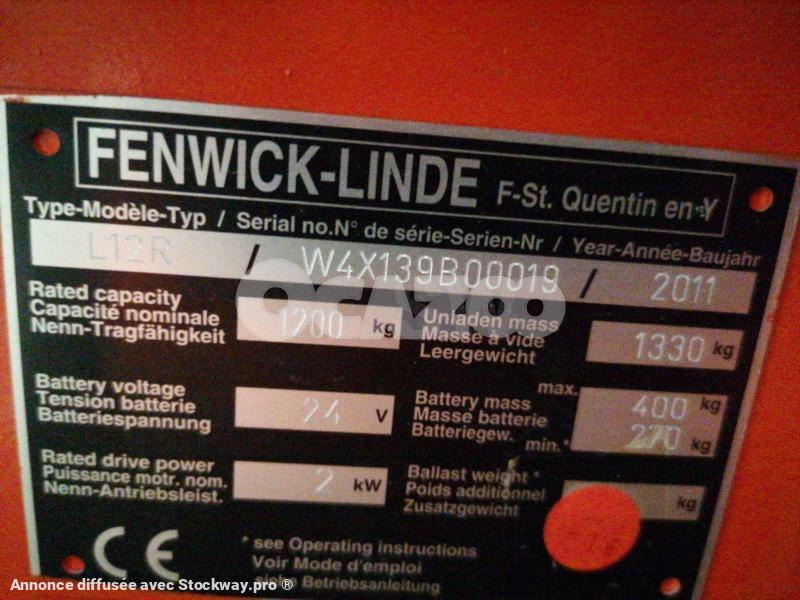 FENWICK-LINDE F-St. Quentin en Y
Type-Modèle-Typ / Serial no.N° de série-Serien-Nr / Year-Année-Baujahr
L12R / W4X139B00019 / 2011
Rated capacity
Capacité nominale
Nenn-Tragfähigkeit
1200 kg
Unladen mass
Masse à vide
Leergewicht
1330 kg
Battery voltage
Tension batterie
Batteriespannung
24 V
Battery mass
Masse batterie
Batteriegew.
max. 400 kg
min.* 270 kg
Rated drive power
Puissance motr. nom.
Nenn-Antriebsleist.
2 kW
Ballast weight *
Poids additionnel
Zusatzgewicht
kg
CE
* see Operating instructions
Voir Mode d'emploi
Betriebsanleitung
Annonce diffusée avec Stockway.pro ®